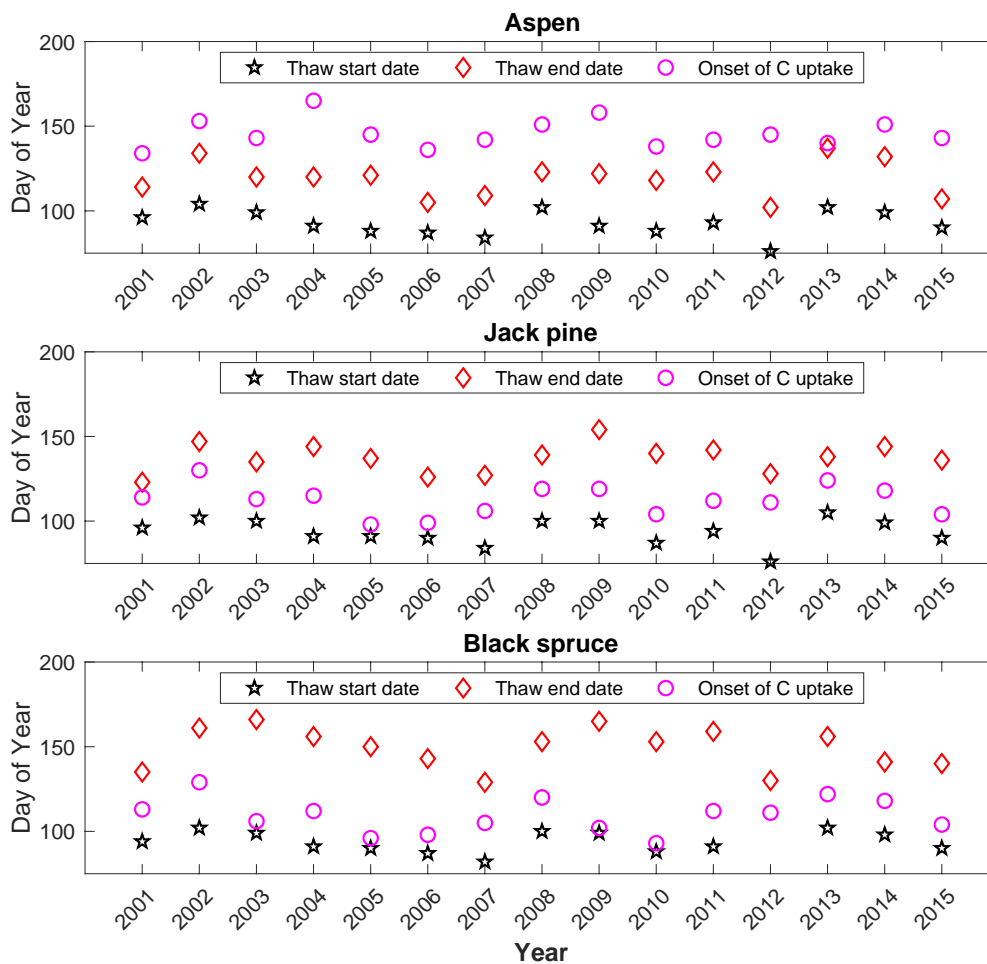 Aspen
200
150
100
Day of Year
Thaw start date Thaw end date Onset of C uptake
2001 2002 2003 2004 2005 2006 2007 2008 2009 2010 2011 2012 2013 2014 2015
Jack pine
200
150
100
Day of Year
Thaw start date Thaw end date Onset of C uptake
2001 2002 2003 2004 2005 2006 2007 2008 2009 2010 2011 2012 2013 2014 2015
Black spruce
200
150
100
Day of Year
Thaw start date Thaw end date Onset of C uptake
2001 2002 2003 2004 2005 2006 2007 2008 2009 2010 2011 2012 2013 2014 2015
Year